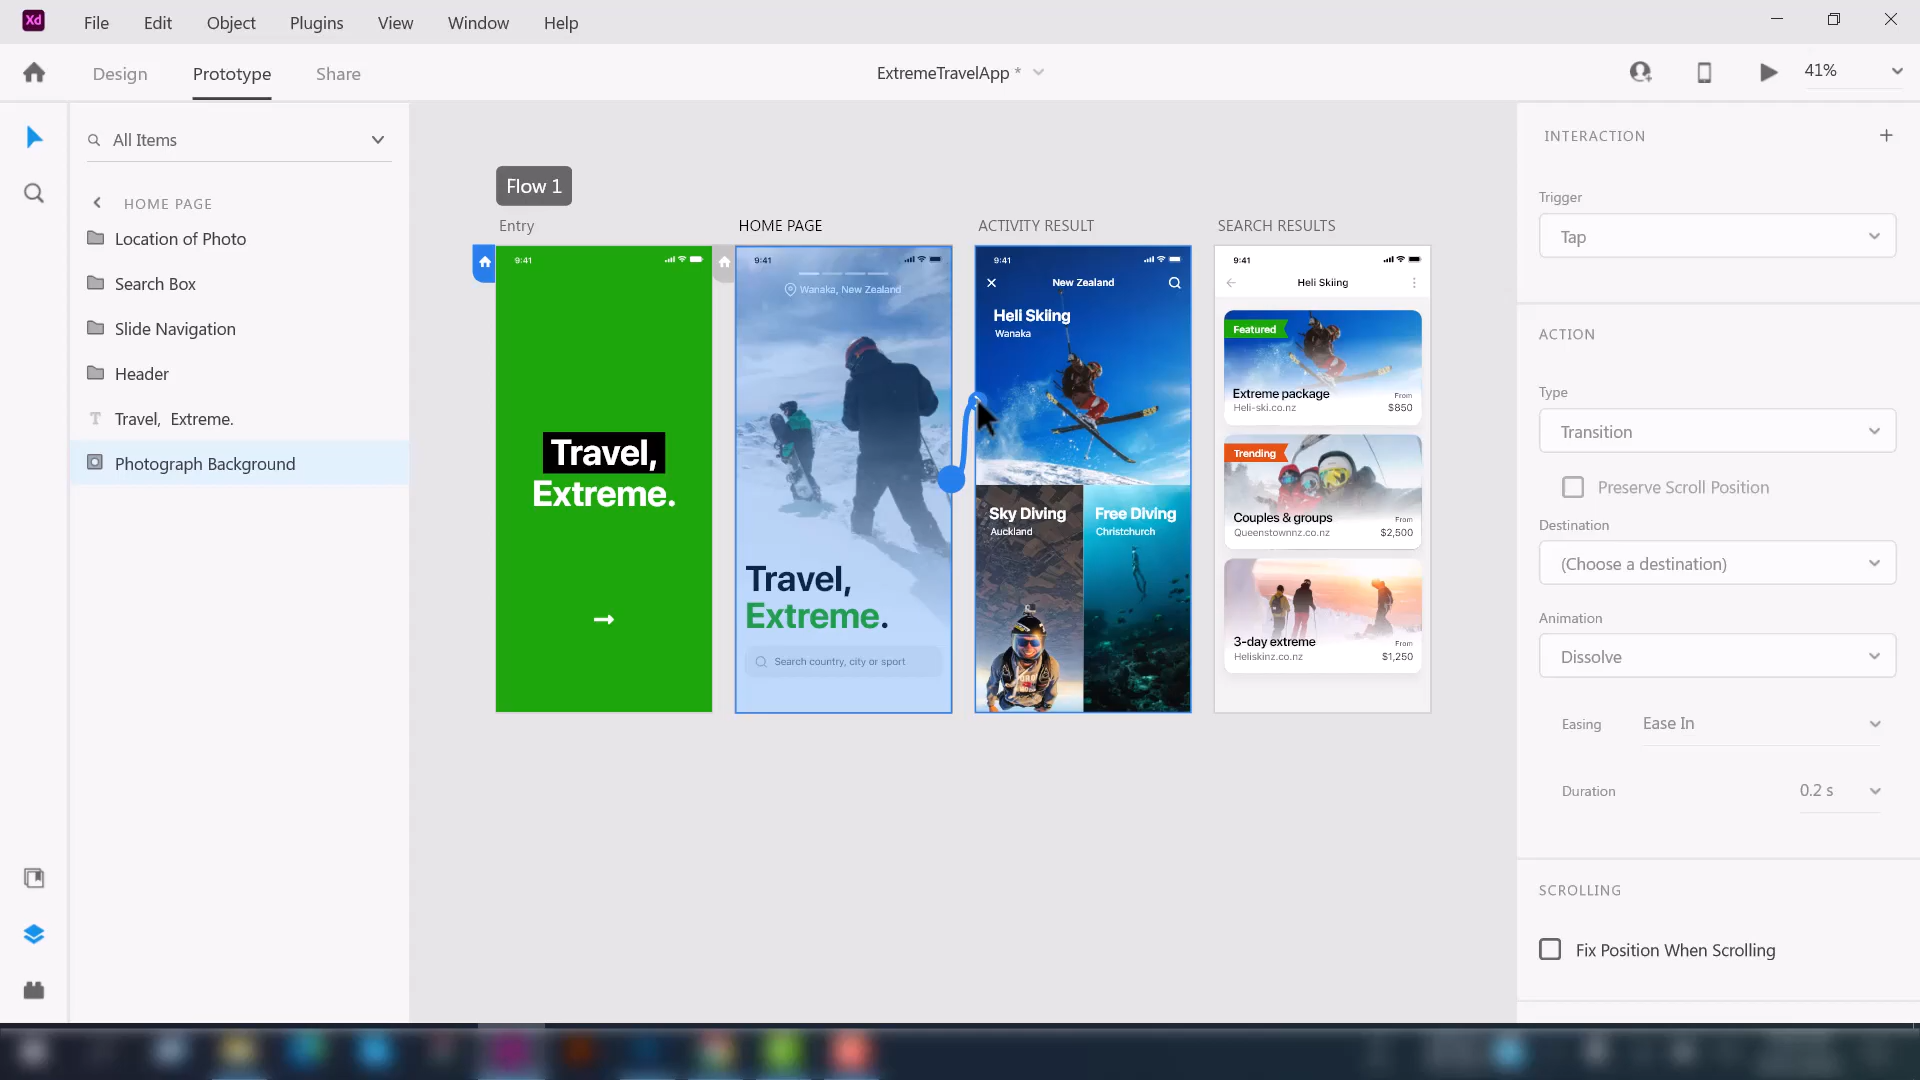 Xd File Edit Object Plugins View Window Help
Design Prototype Share ExtremeTravelApp * 41%
All Items
HOME PAGE
Location of Photo
Search Box
Slide Navigation
Header
T Travel, Extreme.
Photograph Background
Flow 1
Entry
9:41
Travel,
Extreme.
HOME PAGE
9:41
Wanaka, New Zealand
Travel,
Extreme.
Search country, city or sport
ACTIVITY RESULT
9:41
New Zealand
Heli Skiing
Wanaka
Sky Diving
Auckland
Free Diving
Christchurch
SEARCH RESULTS
9:41
Heli Skiing
Featured
Extreme package From
Heli-ski.co.nz $850
Trending
Couples & groups From
Queenstownnz.co.nz $2,500
3-day extreme From
Heliskinz.co.nz $1,250
INTERACTION
Trigger
Tap
ACTION
Type
Transition
Preserve Scroll Position
Destination
(Choose a destination)
Animation
Dissolve
Easing Ease In
Duration 0.2 s
SCROLLING
Fix Position When Scrolling